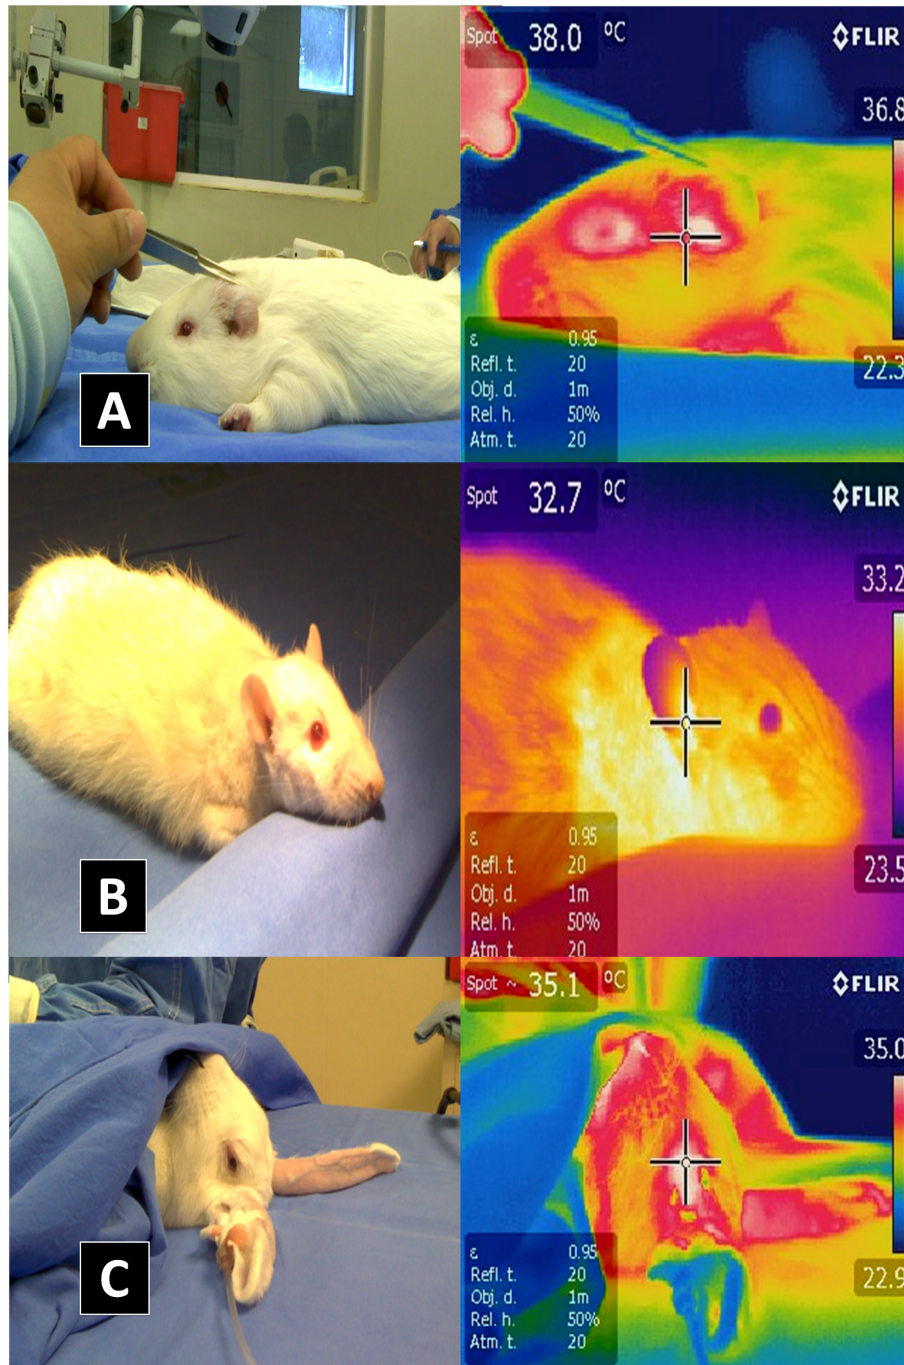 A
Spot 38.0 °C
FLIR
36.8
22.3
ε 0.95
Refl. t. 20
Obj. d. 1m
Rel. h. 50%
Atm. t. 20
B
Spot 32.7 °C
FLIR
33.2
23.5
ε 0.95
Refl. t. 20
Obj. d. 1m
Rel. h. 50%
Atm. t. 20
C
Spot ~ 35.1 °C
FLIR
35.0
22.9
ε 0.95
Refl. t. 20
Obj. d. 1m
Rel. h. 50%
Atm. t. 20